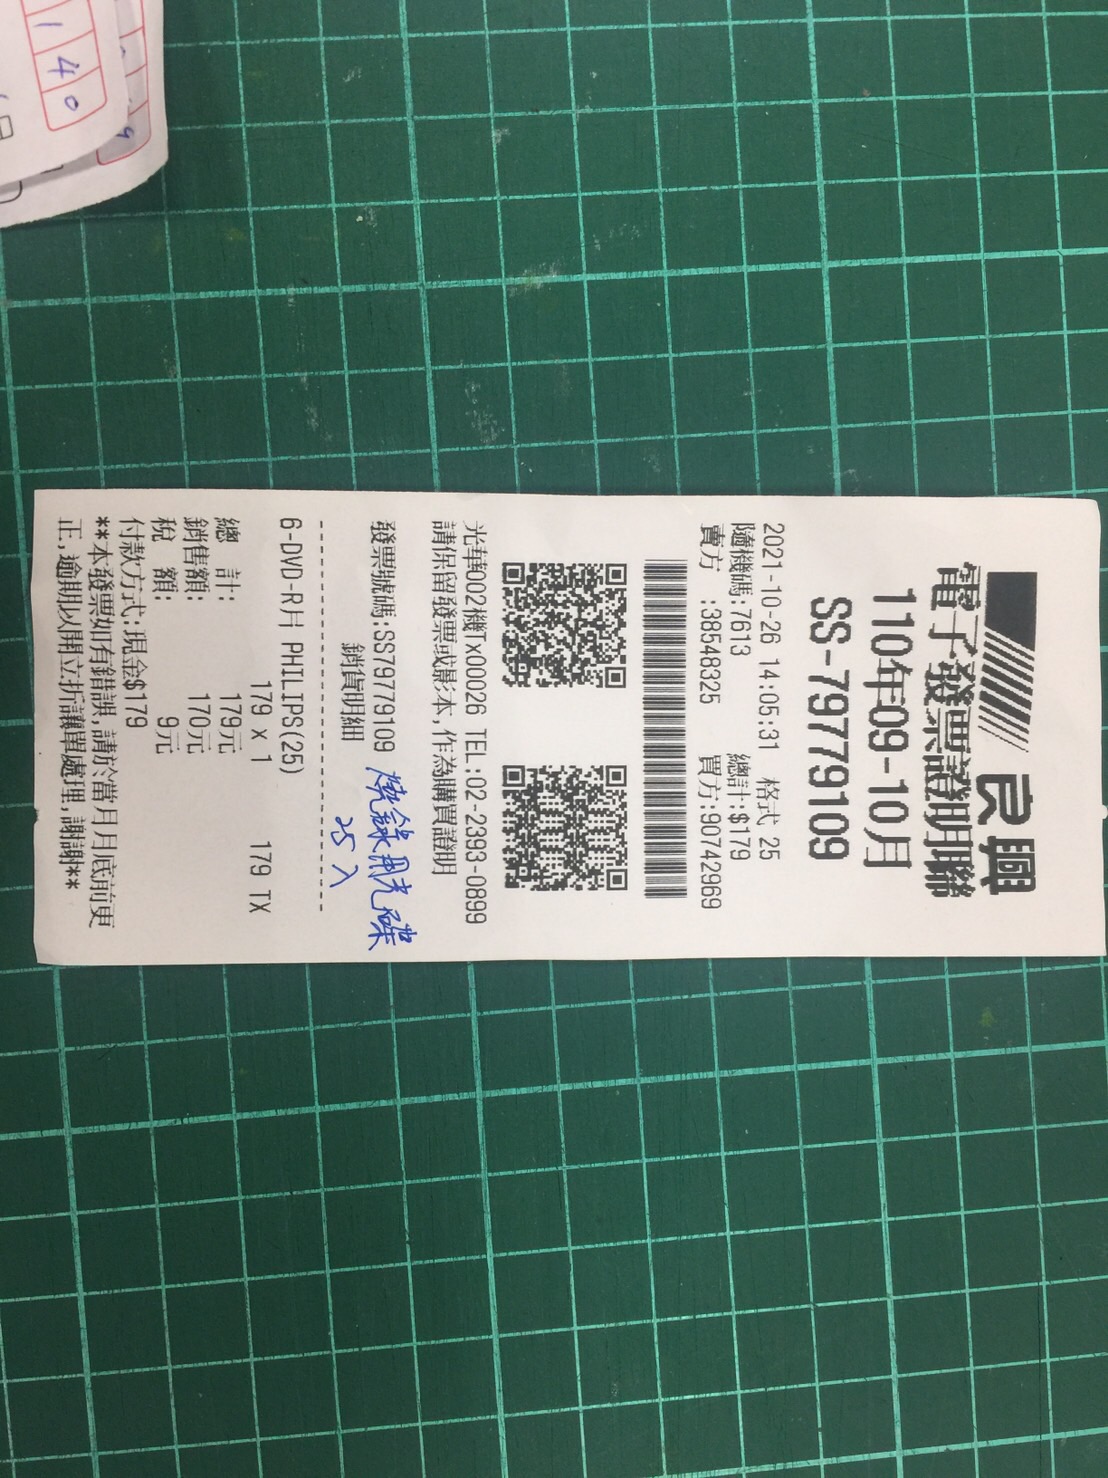 良興
電子發票證明聯
110年09-10月
SS-79779109
2021-10-26 14:05:31 格式 25
隨機碼:7613 總計:$179
賣方 :38548325 買方:90742969
光華002機Tx00026 TEL:02-2393-0899
請保留發票或影本,作為購買證明
發票號碼:SS79779109
銷貨明細
燒錄用光碟
25入
6-DVD-R片 PHILIPS(25)
179 x 1 179 TX
總 計: 179元
銷售額: 170元
稅 額: 9元
付款方式:現金$179
**本發票如有錯誤,請於當月月底前更
正,逾期以開立折讓單處理,謝謝**
1 4 0
9